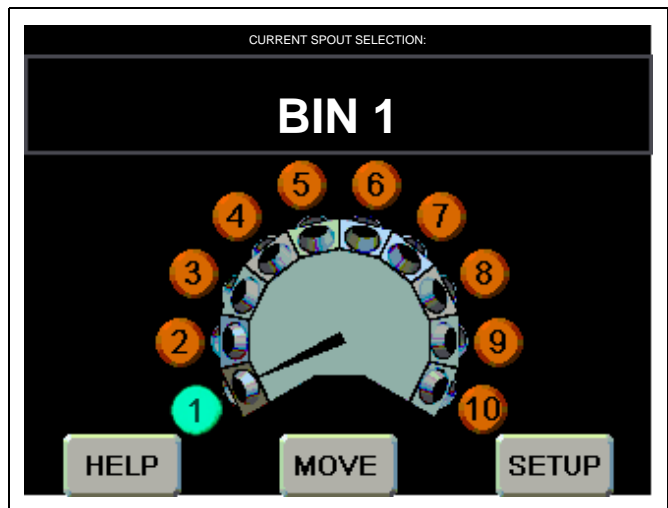 CURRENT SPOUT SELECTION:
BIN 1
5 6
4 7
3 8
2 9
1 10
HELP MOVE SETUP